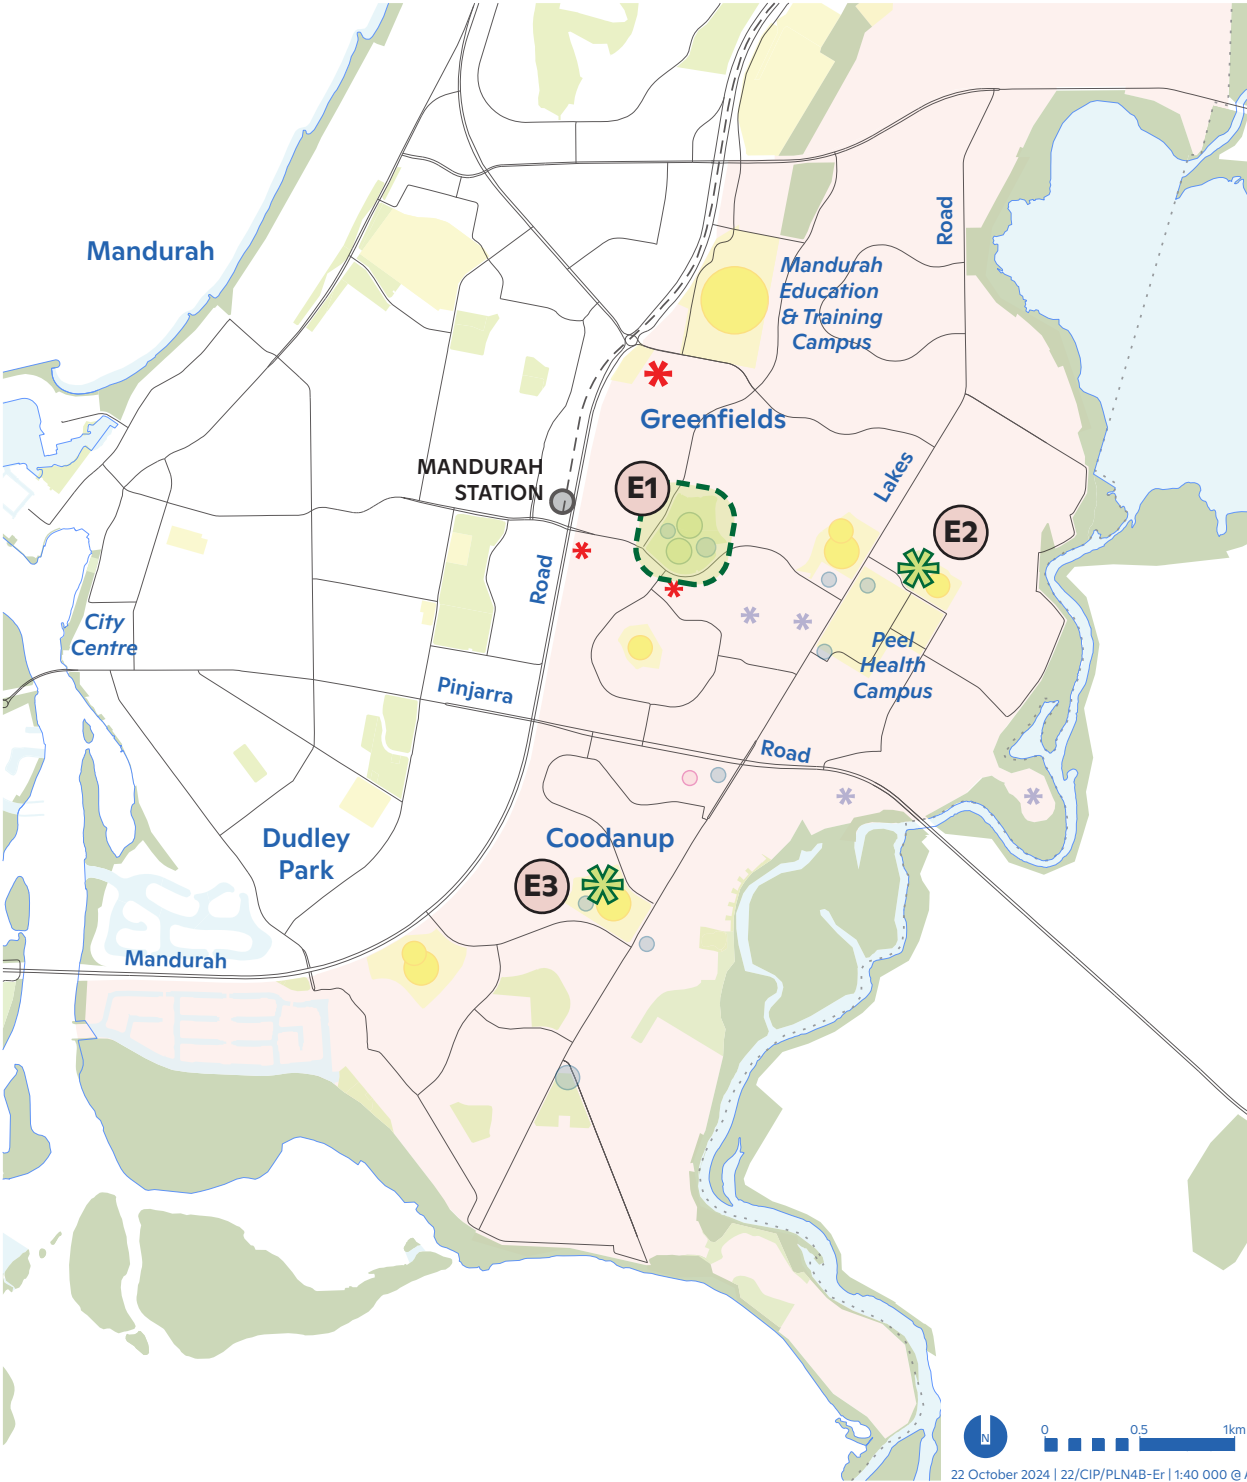 Road
Mandurah
Mandurah
Education
& Training
Campus
Greenfields
MANDURAH
STATION
E1
Lakes
E2
Road
City
Centre
Peel
Health
Campus
Pinjarra
Road
Dudley
Park
Coodanup
E3
Mandurah
N
0 0.5 1km
22 October 2024 | 22/CIP/PLN4B-Er | 1:40 000 @